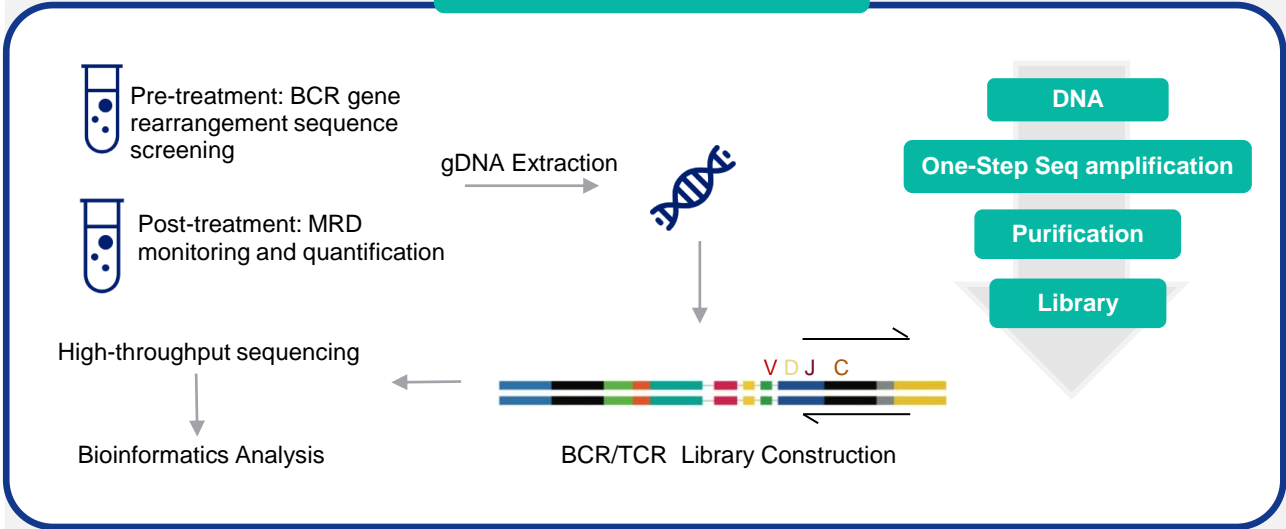 Pre-treatment: BCR gene
rearrangement sequence
screening
gDNA Extraction
Post-treatment: MRD
monitoring and quantification
High-throughput sequencing
Bioinformatics Analysis
V D J C
BCR/TCR Library Construction
DNA
One-Step Seq amplification
Purification
Library